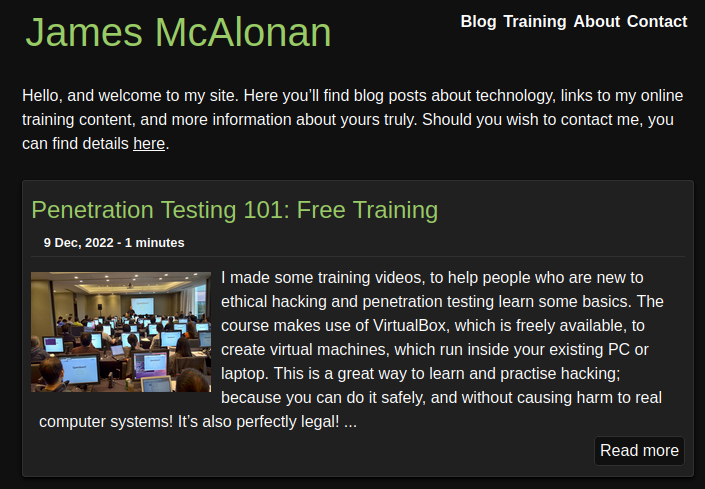 James McAlonan
Blog Training About Contact
Hello, and welcome to my site. Here you’ll find blog posts about technology, links to my online
training content, and more information about yours truly. Should you wish to contact me, you
can find details here.
Penetration Testing 101: Free Training
9 Dec, 2022 - 1 minutes
I made some training videos, to help people who are new to
ethical hacking and penetration testing learn some basics. The
course makes use of VirtualBox, which is freely available, to
create virtual machines, which run inside your existing PC or
laptop. This is a great way to learn and practise hacking;
because you can do it safely, and without causing harm to real
computer systems! It’s also perfectly legal! ...
Read more